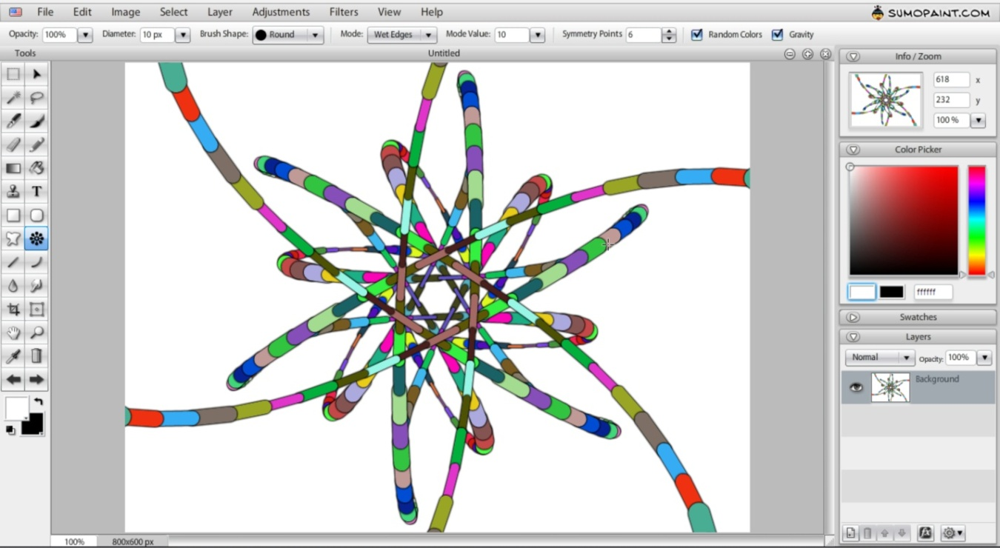 File Edit Image Select Layer Adjustments Filters View Help SUMOPAINT.COM
Opacity: 100% Diameter: 10 px Brush Shape: Round Mode: Wet Edges Mode Value: 10 Symmetry Points 6 Random Colors Gravity
Tools Untitled Info / Zoom
618 x
232 y
100 %
Color Picker
T
ffffff
Swatches
Layers
Normal Opacity: 100%
Background
100% 800x600 px